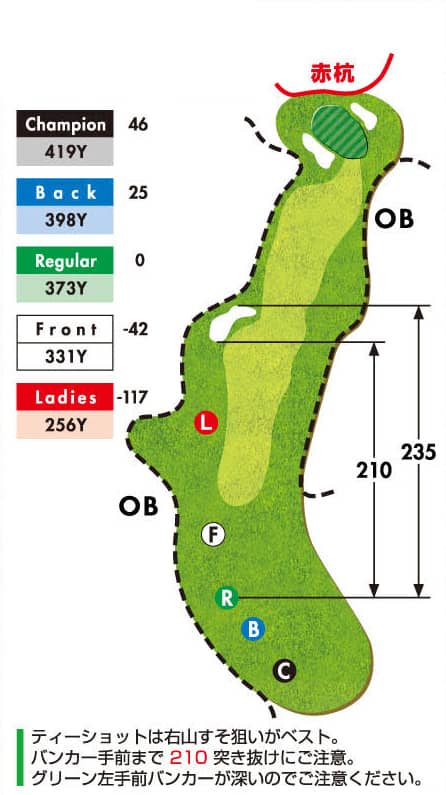 赤杭
Champion 46
419Y
Back 25
398Y
OB
Regular 0
373Y
Front -42
331Y
Ladies -117
256Y
L
235
210
OB
F
R
B
C
ティーショットは右山すそ狙いがベスト。
バンカー手前まで 210 突き抜けにご注意。
グリーン左手前バンカーが深いのでご注意ください。